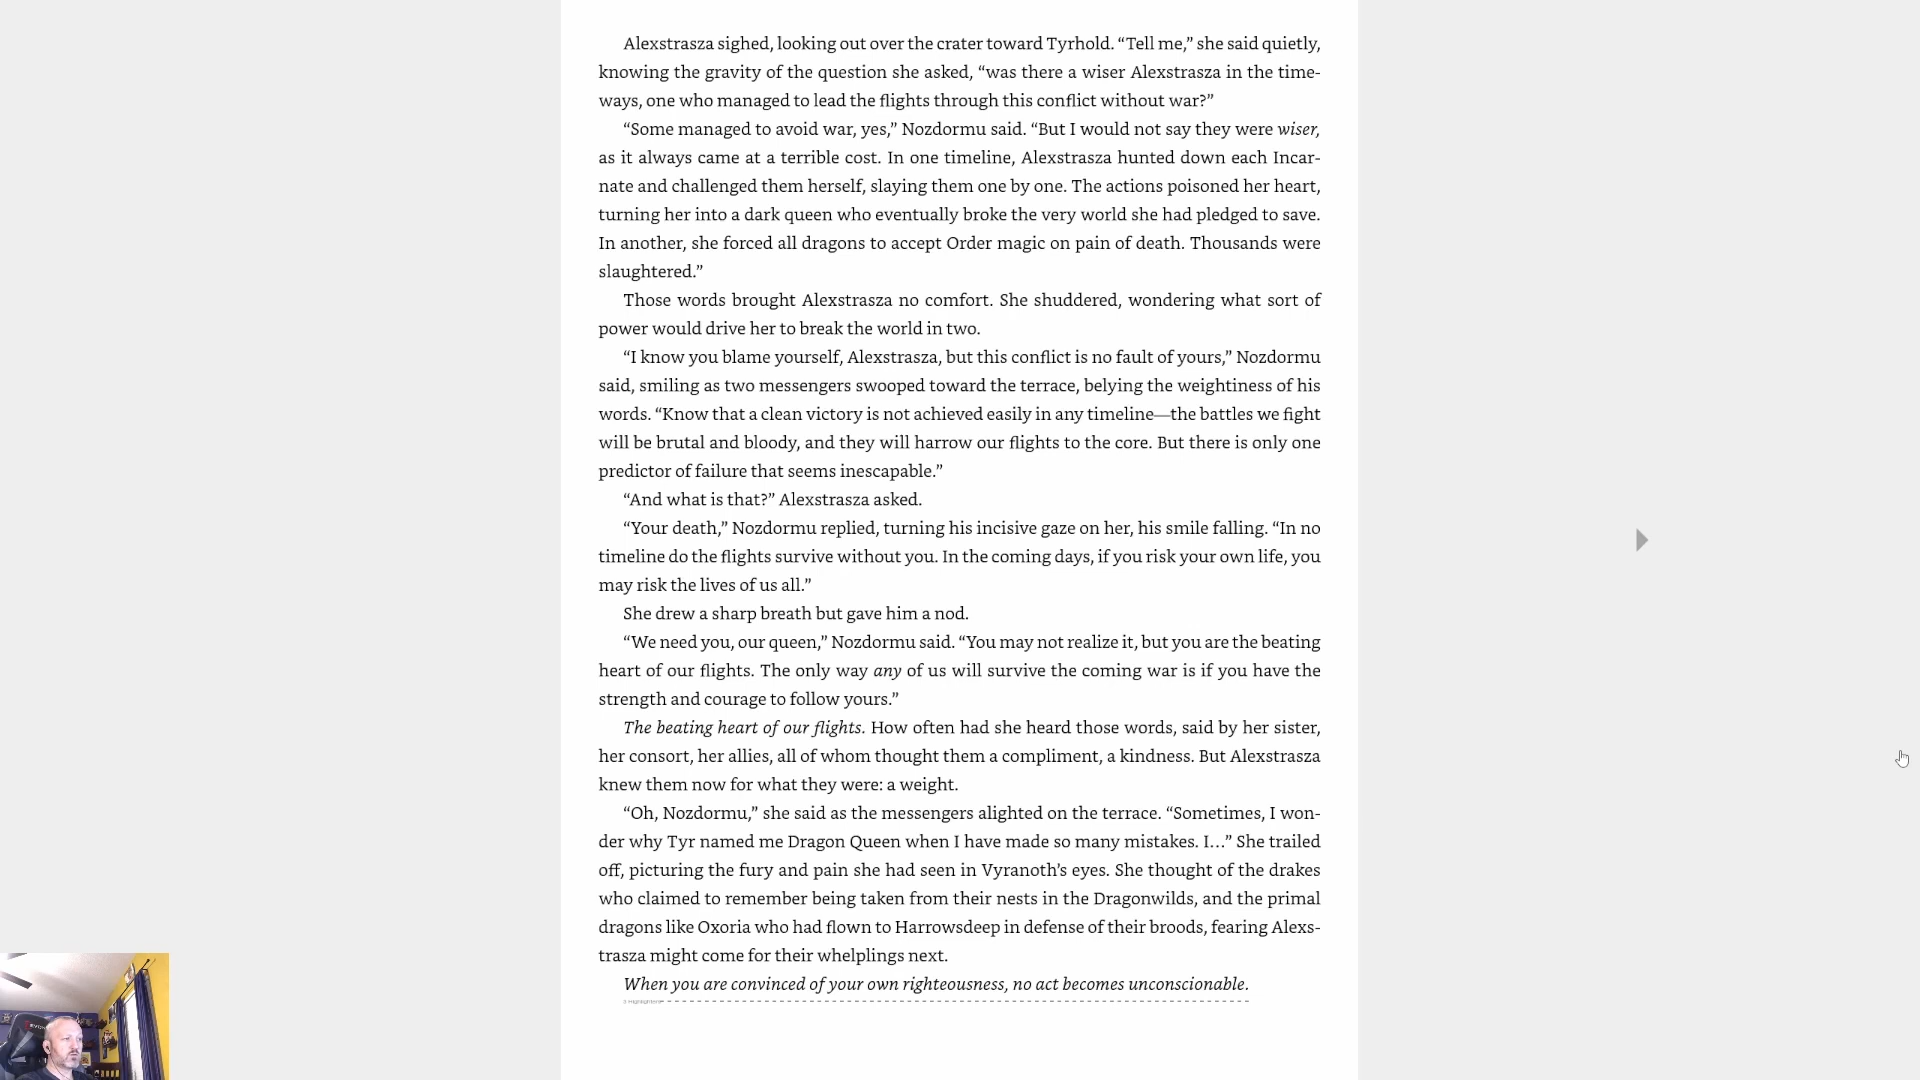 Alexstrasza sighed, looking out over the crater toward Tyrhold. “Tell me,” she said quietly,
knowing the gravity of the question she asked, “was there a wiser Alexstrasza in the time-
ways, one who managed to lead the flights through this conflict without war?”
“Some managed to avoid war, yes,” Nozdormu said. “But I would not say they were wiser,
as it always came at a terrible cost. In one timeline, Alexstrasza hunted down each Incar-
nate and challenged them herself, slaying them one by one. The actions poisoned her heart,
turning her into a dark queen who eventually broke the very world she had pledged to save.
In another, she forced all dragons to accept Order magic on pain of death. Thousands were
slaughtered.”
Those words brought Alexstrasza no comfort. She shuddered, wondering what sort of
power would drive her to break the world in two.
“I know you blame yourself, Alexstrasza, but this conflict is no fault of yours,” Nozdormu
said, smiling as two messengers swooped toward the terrace, belying the weightiness of his
words. “Know that a clean victory is not achieved easily in any timeline—the battles we fight
will be brutal and bloody, and they will harrow our flights to the core. But there is only one
predictor of failure that seems inescapable.”
“And what is that?” Alexstrasza asked.
“Your death,” Nozdormu replied, turning his incisive gaze on her, his smile falling. “In no
timeline do the flights survive without you. In the coming days, if you risk your own life, you
may risk the lives of us all.”
She drew a sharp breath but gave him a nod.
“We need you, our queen,” Nozdormu said. “You may not realize it, but you are the beating
heart of our flights. The only way any of us will survive the coming war is if you have the
strength and courage to follow yours.”
The beating heart of our flights. How often had she heard those words, said by her sister,
her consort, her allies, all of whom thought them a compliment, a kindness. But Alexstrasza
knew them now for what they were: a weight.
“Oh, Nozdormu,” she said as the messengers alighted on the terrace. “Sometimes, I won-
der why Tyr named me Dragon Queen when I have made so many mistakes. I…” She trailed
off, picturing the fury and pain she had seen in Vyranoth’s eyes. She thought of the drakes
who claimed to remember being taken from their nests in the Dragonwilds, and the primal
dragons like Oxoria who had flown to Harrowsdeep in defense of their broods, fearing Alexs-
trasza might come for their whelplings next.
When you are convinced of your own righteousness, no act becomes unconscionable.